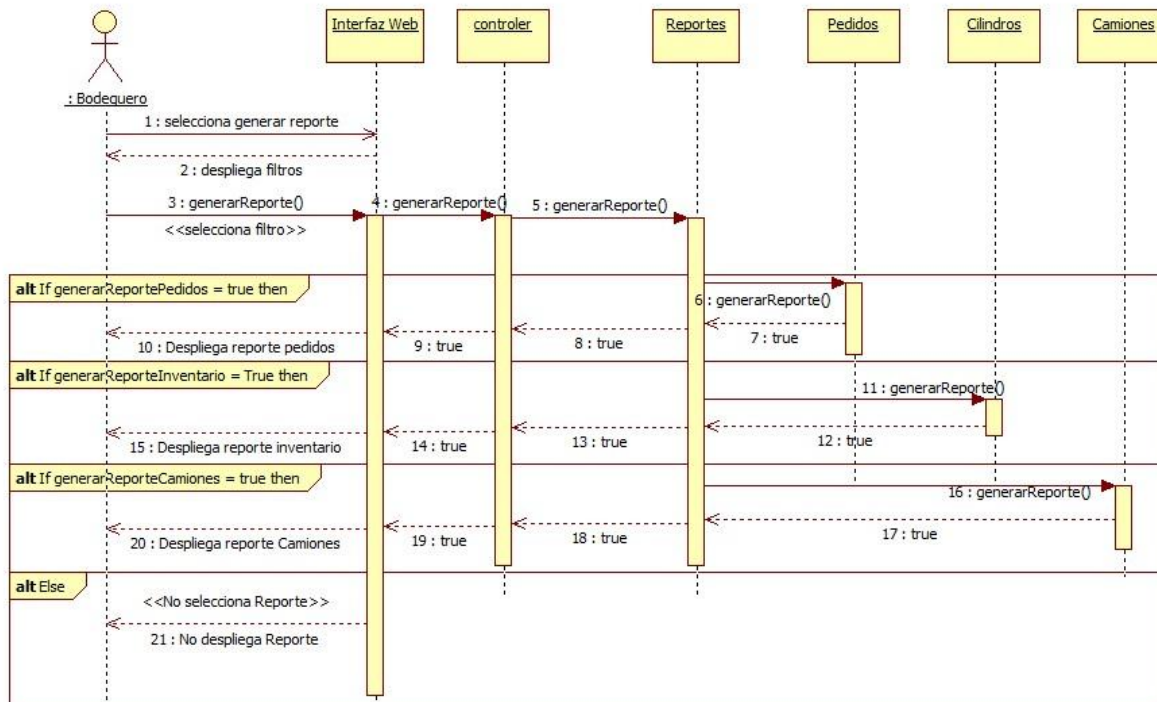 Interfaz Web
controler
Reportes
Pedidos
Cilindros
Camiones
: Bodequero
1 : selecciona generar reporte
2 : despliega filtros
3 : generarReporte()
4 : generarReporte()
5 : generarReporte()
<<selecciona filtro>>
alt If generarReportePedidos = true then
6 : generarReporte()
7 : true
8 : true
9 : true
10 : Despliega reporte pedidos
alt If generarReporteInventario = True then
11 : generarReporte()
12 : true
13 : true
14 : true
15 : Despliega reporte inventario
alt If generarReporteCamiones = true then
16 : generarReporte()
17 : true
18 : true
19 : true
20 : Despliega reporte Camiones
alt Else
<<No selecciona Reporte>>
21 : No despliega Reporte